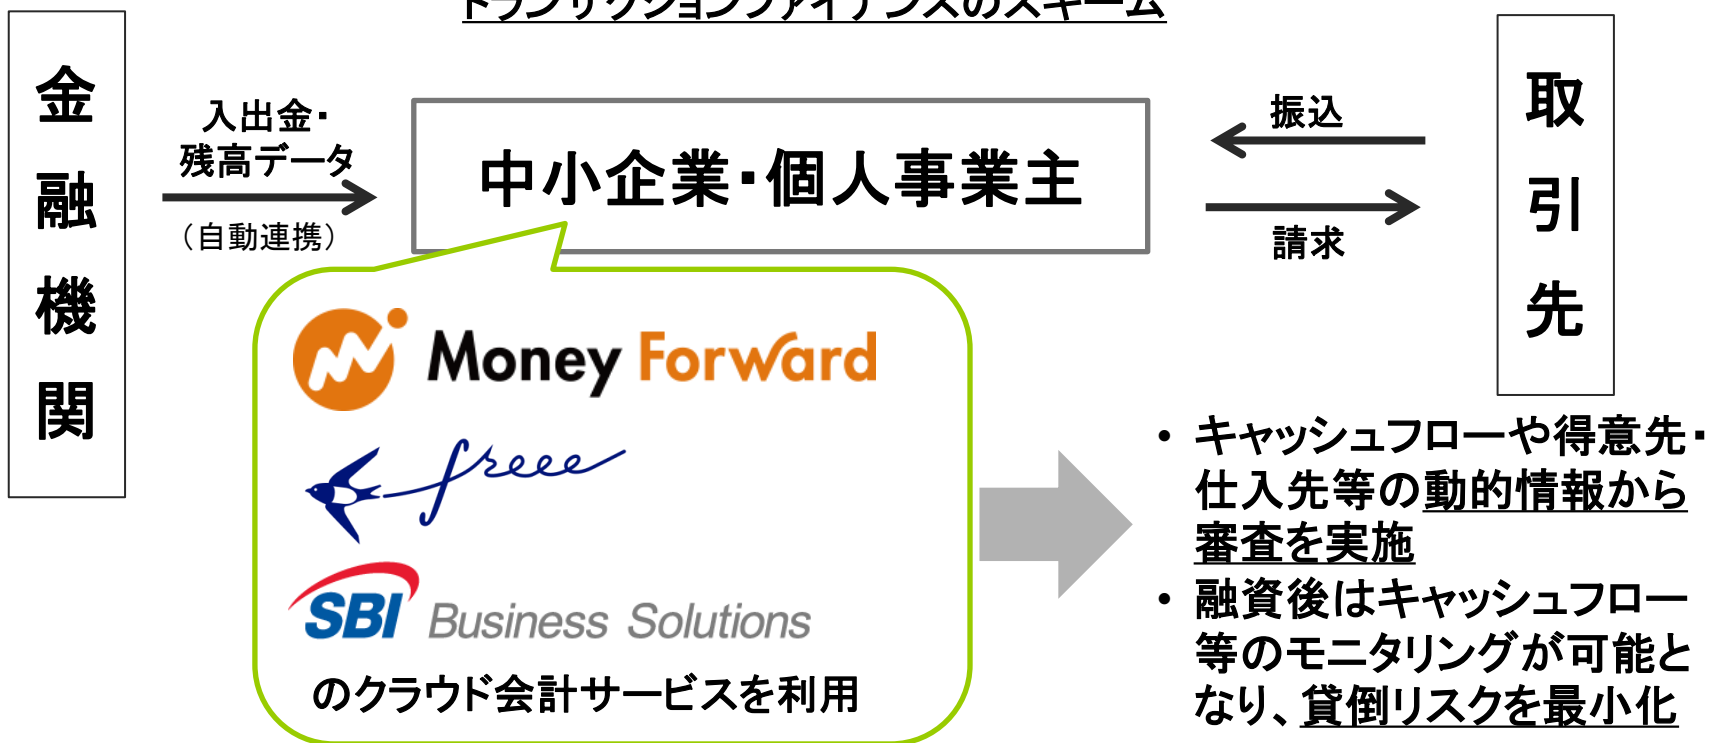 トランザクションファイナンスのスキーム
金融機関
入出金・
残高データ
（自動連携）
中小企業・個人事業主
振込
請求
取引先
Money Forward
freee
SBI Business Solutions
のクラウド会計サービスを利用
• キャッシュフローや得意先・
仕入先等の動的情報から
審査を実施
• 融資後はキャッシュフロー
等のモニタリングが可能と
なり、貸倒リスクを最小化